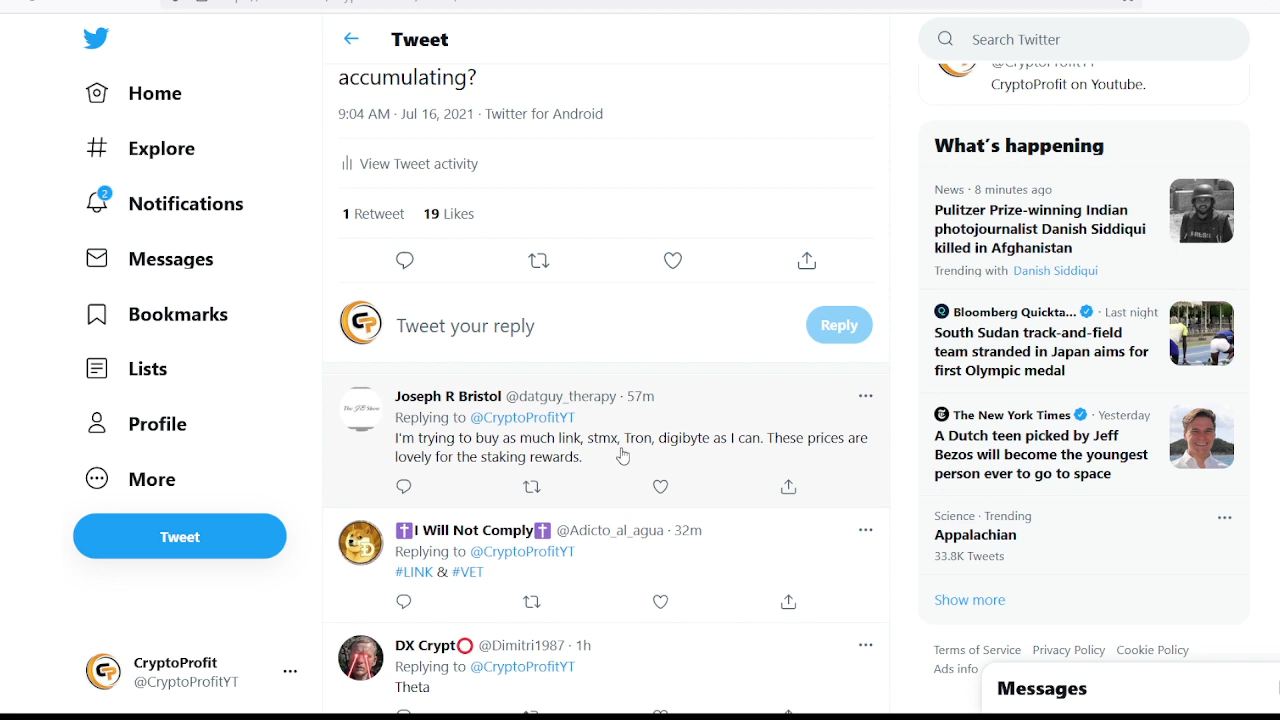 Home
Explore
2
Notifications
Messages
Bookmarks
Lists
Profile
More
Tweet
CryptoProfit
@CryptoProfitYT
Tweet
accumulating?
9:04 AM · Jul 16, 2021 · Twitter for Android
View Tweet activity
1 Retweet 19 Likes
Tweet your reply
Reply
Joseph R Bristol @datguy_therapy · 57m
Replying to @CryptoProfitYT
I'm trying to buy as much link, stmx, Tron, digibyte as I can. These prices are
lovely for the staking rewards.
✝️I Will Not Comply✝️ @Adicto_al_agua · 32m
Replying to @CryptoProfitYT
#LINK & #VET
DX Crypt⭕ @Dimitri1987 · 1h
Replying to @CryptoProfitYT
Theta
Search Twitter
@CryptoProfitYT
CryptoProfit on Youtube.
What's happening
News · 8 minutes ago
Pulitzer Prize-winning Indian
photojournalist Danish Siddiqui
killed in Afghanistan
Trending with Danish Siddiqui
Bloomberg Quickta... · Last night
South Sudan track-and-field
team stranded in Japan aims for
first Olympic medal
The New York Times · Yesterday
A Dutch teen picked by Jeff
Bezos will become the youngest
person ever to go to space
Science · Trending
Appalachian
33.8K Tweets
Show more
Terms of Service Privacy Policy Cookie Policy
Ads info
Messages